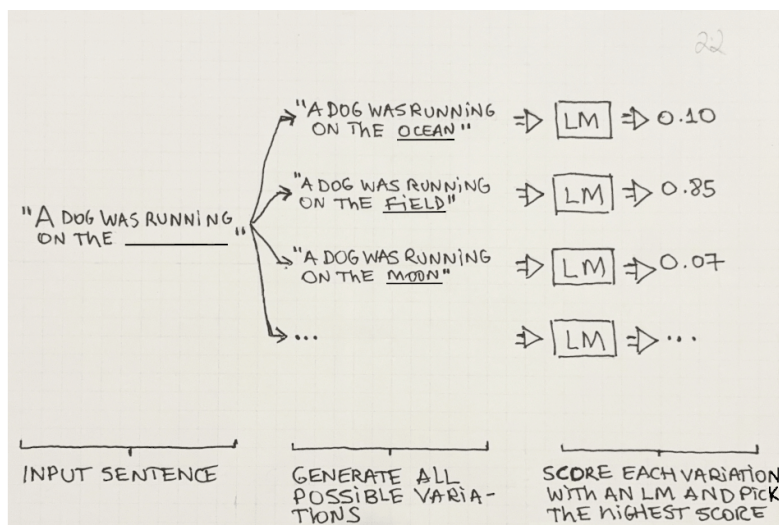 22
"A DOG WAS RUNNING
ON THE OCEAN"
⇒ LM ⇒ 0.10
"A DOG WAS RUNNING
ON THE FIELD"
⇒ LM ⇒ 0.85
"A DOG WAS RUNNING
ON THE ________"
"A DOG WAS RUNNING
ON THE MOON"
⇒ LM ⇒ 0.07
...
⇒ LM ⇒ ...
INPUT SENTENCE
GENERATE ALL
POSSIBLE VARIA-
TIONS
SCORE EACH VARIATION
WITH AN LM AND PICK
THE HIGHEST SCORE